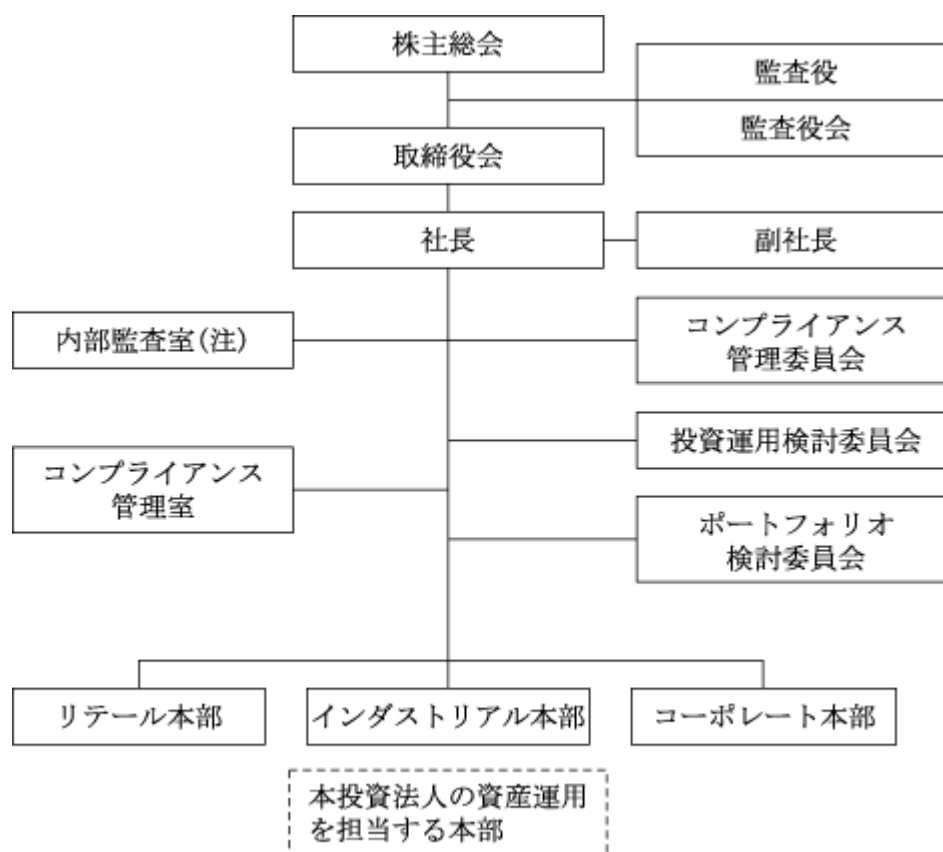 株主総会
監査役
監査役会
取締役会
社長
副社長
内部監査室(注)
コンプライアンス
管理委員会
投資運用検討委員会
コンプライアンス
管理室
ポートフォリオ
検討委員会
リテール本部
インダストリアル本部
コーポレート本部
本投資法人の資産運用
を担当する本部